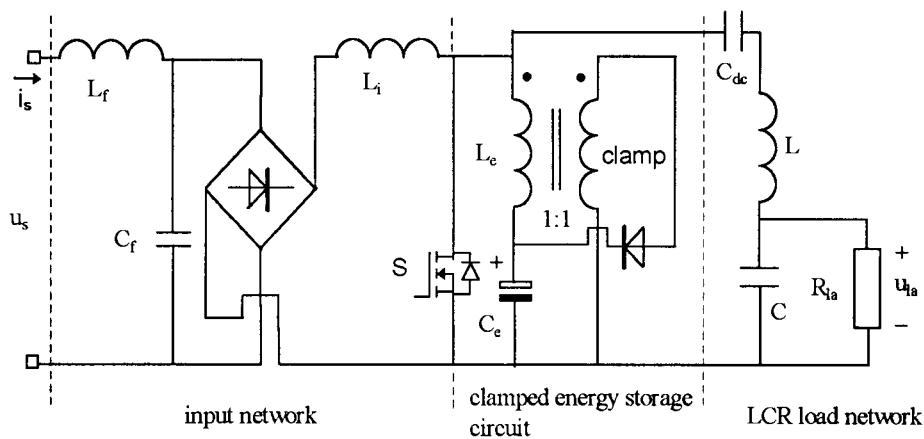 C_dc
L_f
L_i
i_s
L_e
clamp
L
1:1
u_s
C_f
S
+
C_e
C
R_la
+
u_la
−
input network
clamped energy storage
circuit
LCR load network